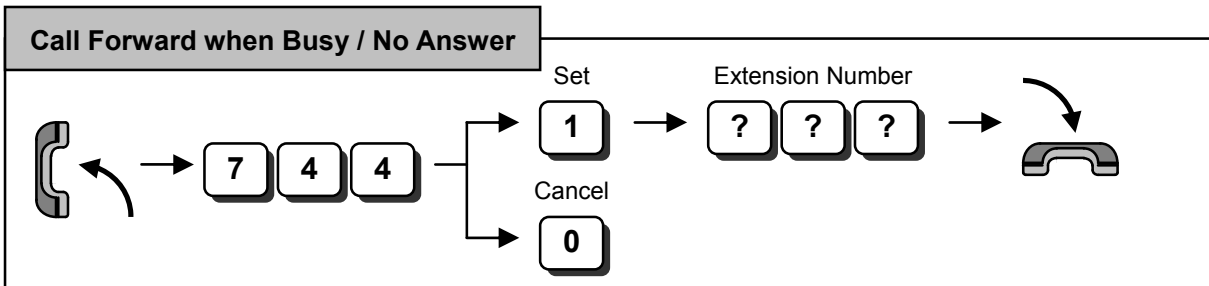 Call Forward when Busy / No Answer
Set Extension Number
7 4 4 1 ? ? ?
Cancel
0